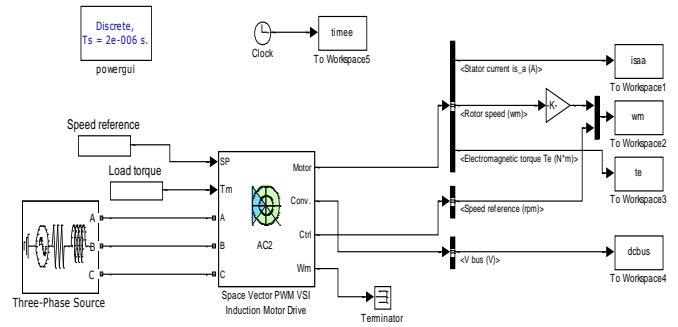 Discrete,
Ts = 2e-006 s.
powergui
Clock
timee
To Workspace5
<Stator current is_a (A)>
isaa
To Workspace1
-K-
<Rotor speed (wm)>
wm
To Workspace2
<Electromagnetic torque Te (N*m)>
te
To Workspace3
Speed reference
Load torque
SP
Tm
A
B
C
Motor
Conv.
Ctrl
Wm
AC2
<Speed reference (rpm)>
<V bus (V)>
dcbus
To Workspace4
A
B
C
Three-Phase Source
Space Vector PWM VSI
Induction Motor Drive
Terminator